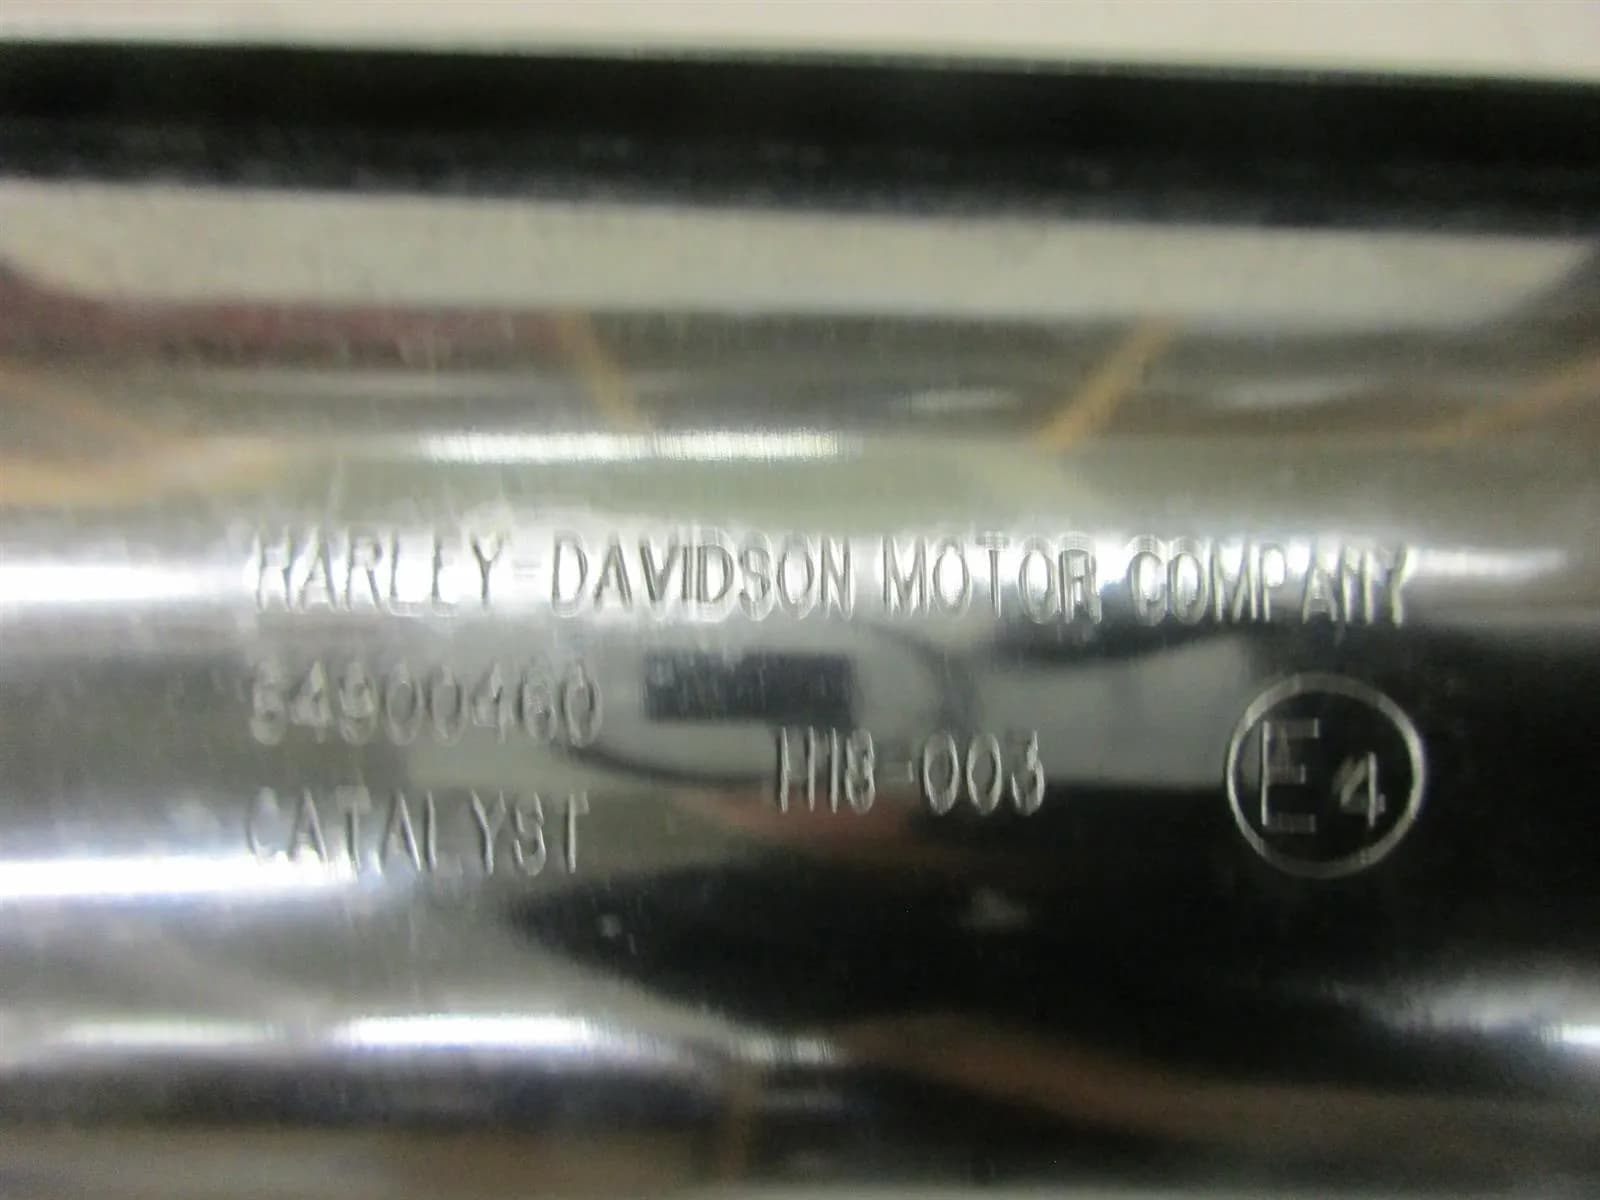 HARLEY-DAVIDSON MOTOR COMPANY
64900460
H18-003
E4
CATALYST